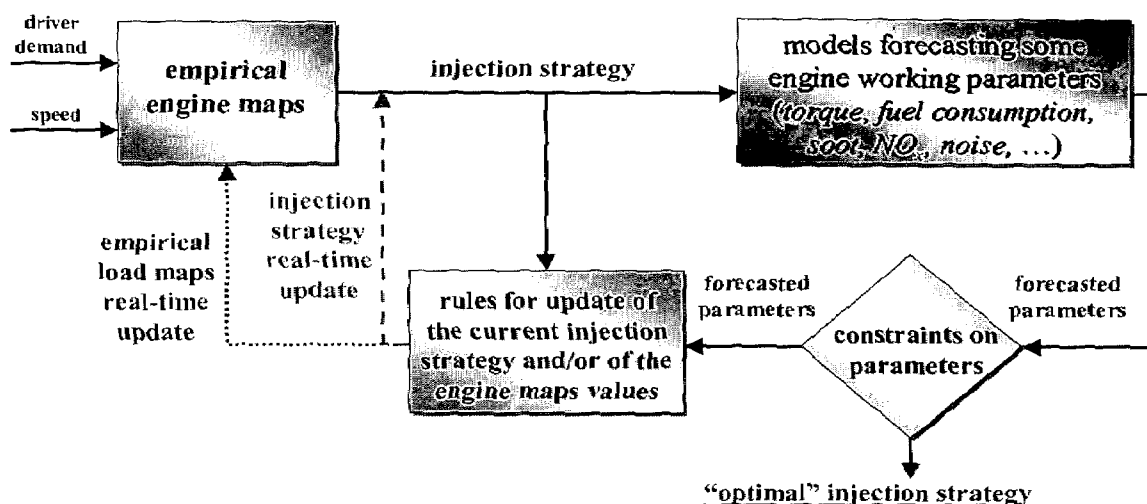 driver
demand
speed
empirical
engine maps
injection strategy
models forecasting some
engine working parameters
(torque, fuel consumption,
soot, NOx, noise, ...)
injection
strategy
real-time
update
empirical
load maps
real-time
update
rules for update of
the current injection
strategy and/or of the
engine maps values
forecasted
parameters
constraints on
parameters
forecasted
parameters
“optimal” injection strategy